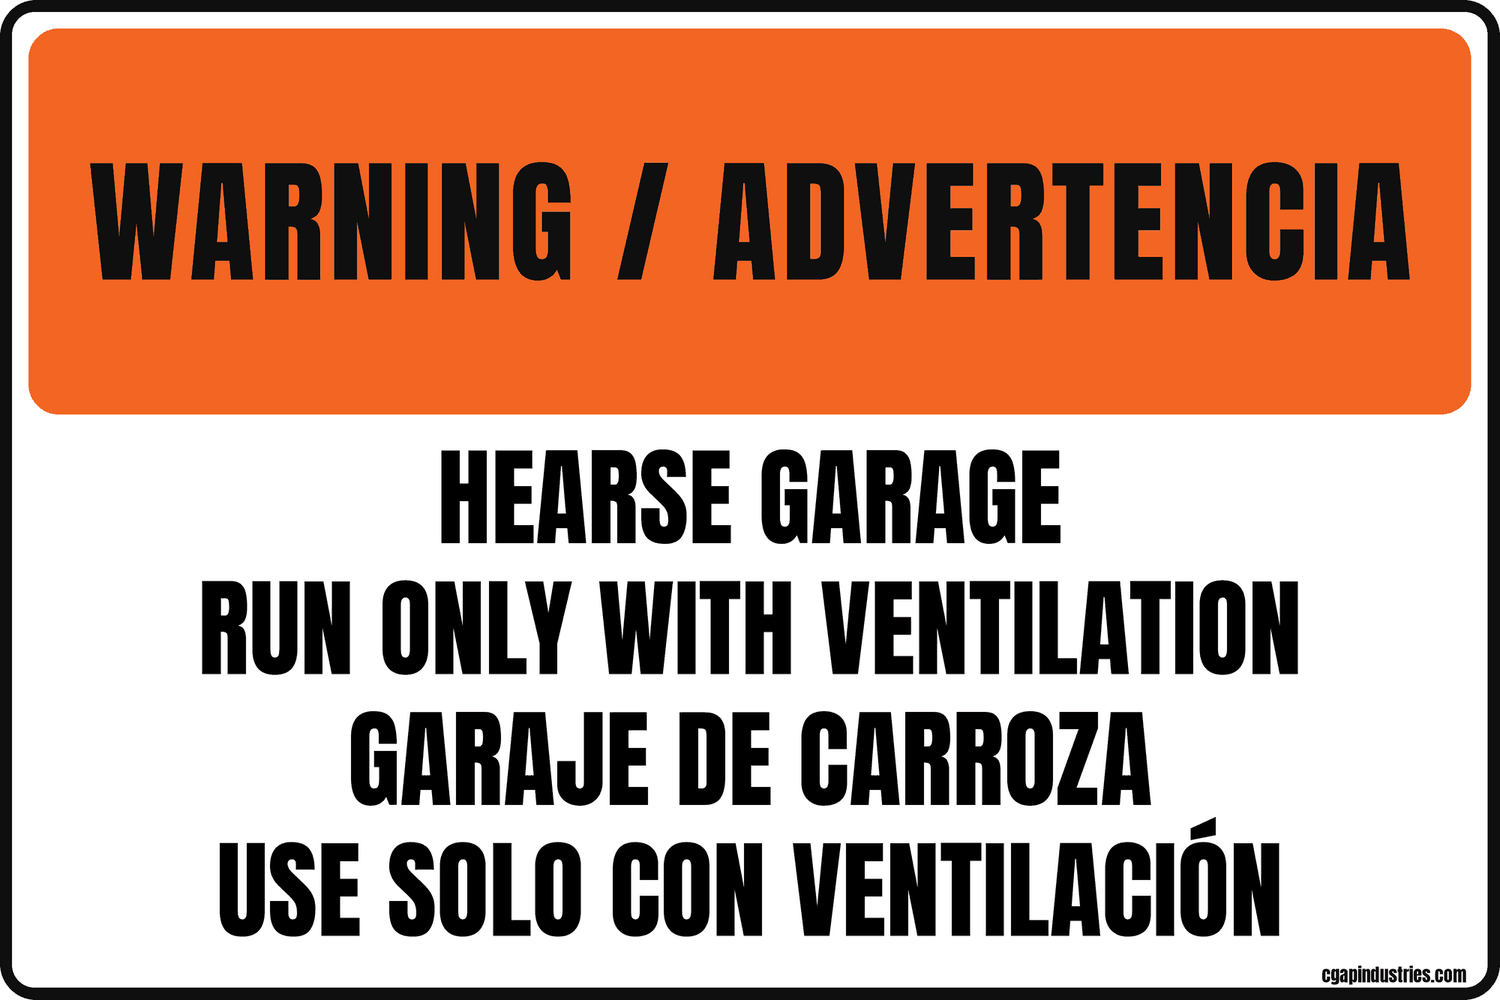 WARNING / ADVERTENCIA
HEARSE GARAGE
RUN ONLY WITH VENTILATION
GARAJE DE CARROZA
USE SOLO CON VENTILACIÓN
cgapindustries.com